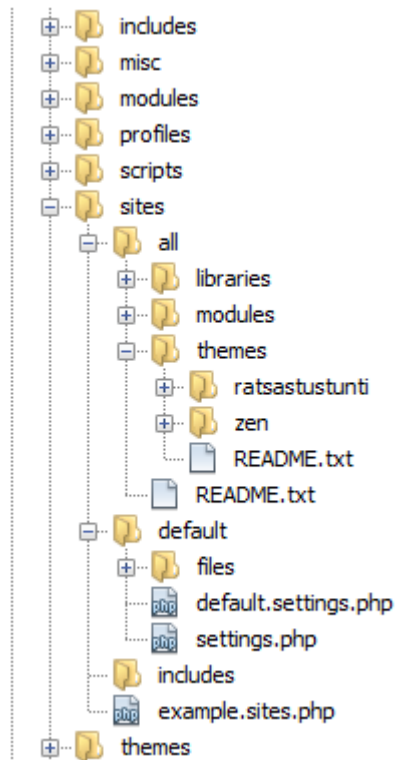 includes
misc
modules
profiles
scripts
sites
all
libraries
modules
themes
ratsastustunti
zen
README.txt
README.txt
default
files
default.settings.php
settings.php
includes
example.sites.php
themes